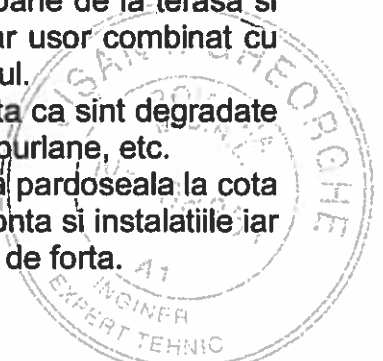 de la terasa si
ar usor combinat cu
ul.
ta ca sint degradate
burlane, etc.
pardoseala la cota
onta si instalatiile iar
de forta.
GHEORGHE
A1
INGINER
EXPERT TEHNIC